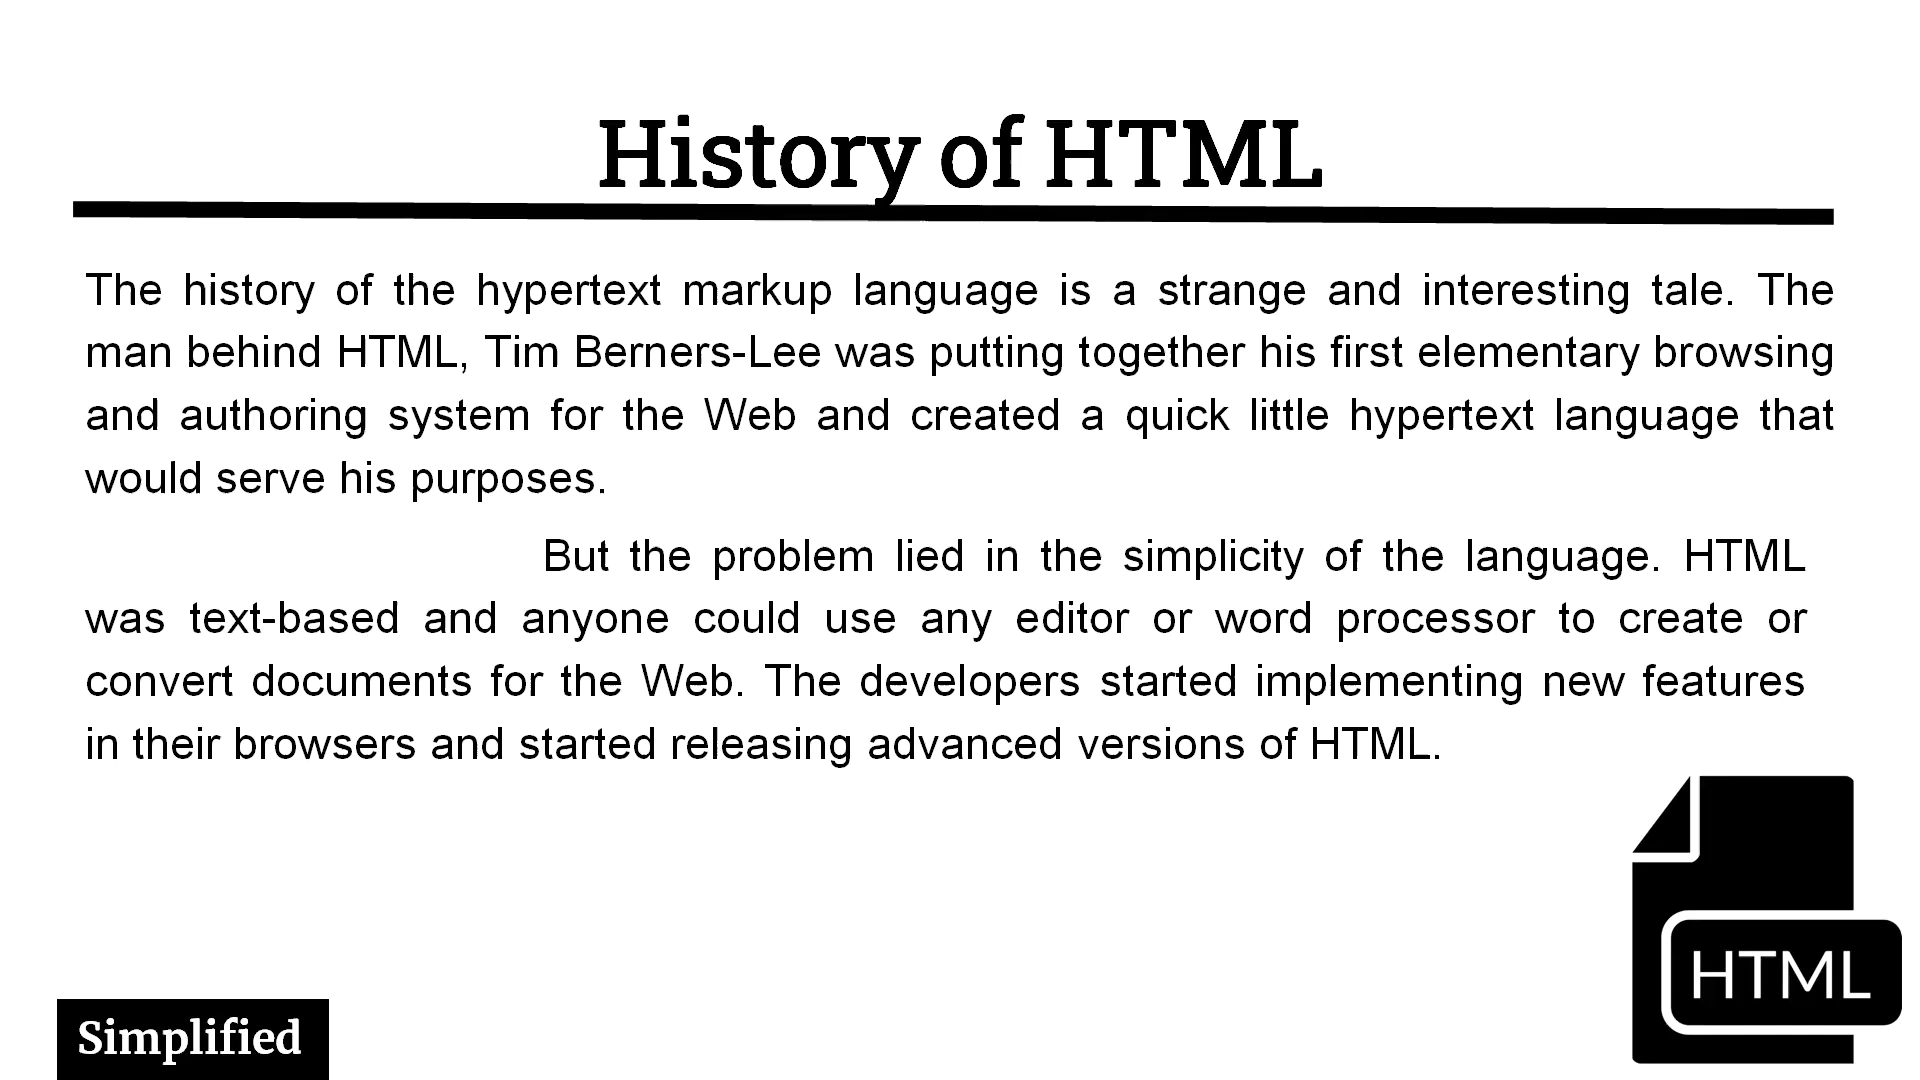 History of HTML
The history of the hypertext markup language is a strange and interesting tale. The
man behind HTML, Tim Berners-Lee was putting together his first elementary browsing
and authoring system for the Web and created a quick little hypertext language that
would serve his purposes.
But the problem lied in the simplicity of the language. HTML
was text-based and anyone could use any editor or word processor to create or
convert documents for the Web. The developers started implementing new features
in their browsers and started releasing advanced versions of HTML.
HTML
Simplified